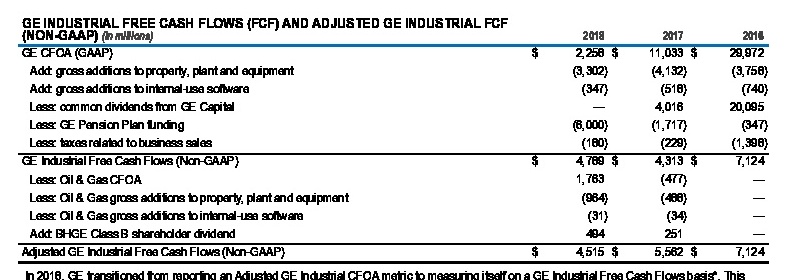 GE INDUSTRIAL FREE CASH FLOWS (FCF) AND ADJUSTED GE INDUSTRIAL FCF
(NON-GAAP) (In millions) 2018 2017 2016
GE CFOA (GAAP) $ 2,258 $ 11,033 $ 29,972
Add: gross additions to property, plant and equipment (3,302) (4,132) (3,758)
Add: gross additions to internal-use software (347) (518) (740)
Less: common dividends from GE Capital — 4,016 20,095
Less: GE Pension Plan funding (6,000) (1,717) (347)
Less: taxes related to business sales (180) (229) (1,398)
GE Industrial Free Cash Flows (Non-GAAP) $ 4,789 $ 4,313 $ 7,124
Less: Oil & Gas CFOA 1,763 (477) —
Less: Oil & Gas gross additions to property, plant and equipment (964) (488) —
Less: Oil & Gas gross additions to internal-use software (31) (34) —
Add: BHGE Class B shareholder dividend 494 251 —
Adjusted GE Industrial Free Cash Flows (Non-GAAP) $ 4,515 $ 5,562 $ 7,124
In 2018, GE transitioned from reporting an Adjusted GE Industrial CFOA metric to measuring itself on a GE Industrial Free Cash Flows basis*. This